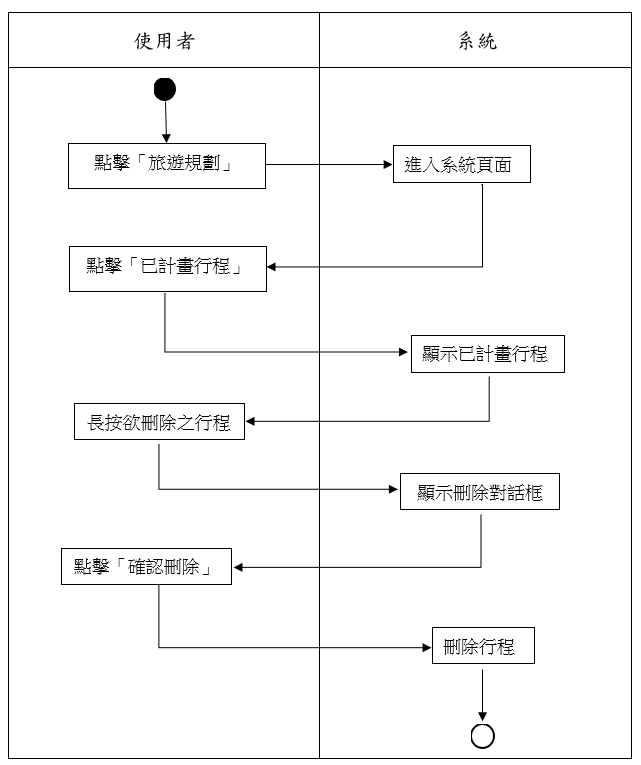 使用者
系統
點擊「旅遊規劃」
進入系統頁面
點擊「已計畫行程」
顯示已計畫行程
長按欲刪除之行程
顯示刪除對話框
點擊「確認刪除」
刪除行程